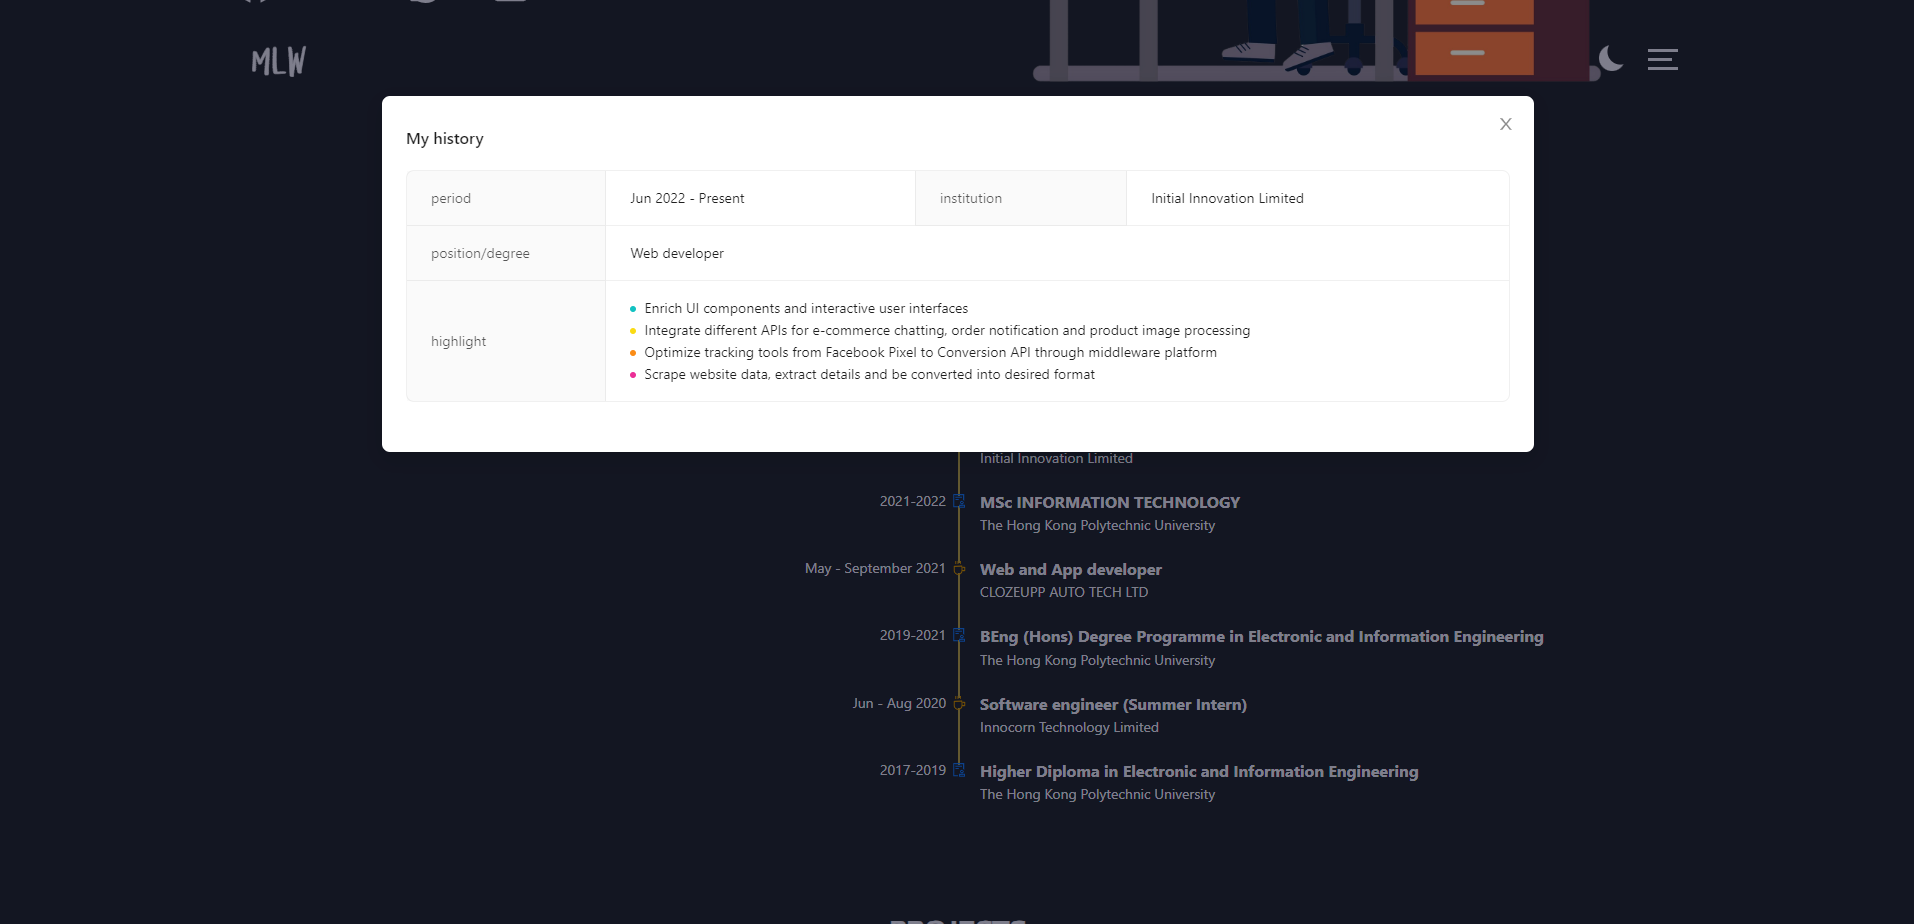 MLW
My history
X
period Jun 2022 - Present institution Initial Innovation Limited
position/degree Web developer
highlight
Enrich UI components and interactive user interfaces
Integrate different APIs for e-commerce chatting, order notification and product image processing
Optimize tracking tools from Facebook Pixel to Conversion API through middleware platform
Scrape website data, extract details and be converted into desired format
Initial Innovation Limited
2021-2022 MSc INFORMATION TECHNOLOGY
The Hong Kong Polytechnic University
May - September 2021 Web and App developer
CLOZEUPP AUTO TECH LTD
2019-2021 BEng (Hons) Degree Programme in Electronic and Information Engineering
The Hong Kong Polytechnic University
Jun - Aug 2020 Software engineer (Summer Intern)
Innocorn Technology Limited
2017-2019 Higher Diploma in Electronic and Information Engineering
The Hong Kong Polytechnic University
PROJECTS